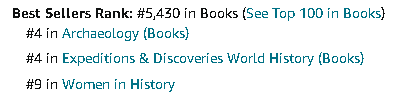 Best Sellers Rank: #5,430 in Books (See Top 100 in Books)
#4 in Archaeology (Books)
#4 in Expeditions & Discoveries World History (Books)
#9 in Women in History